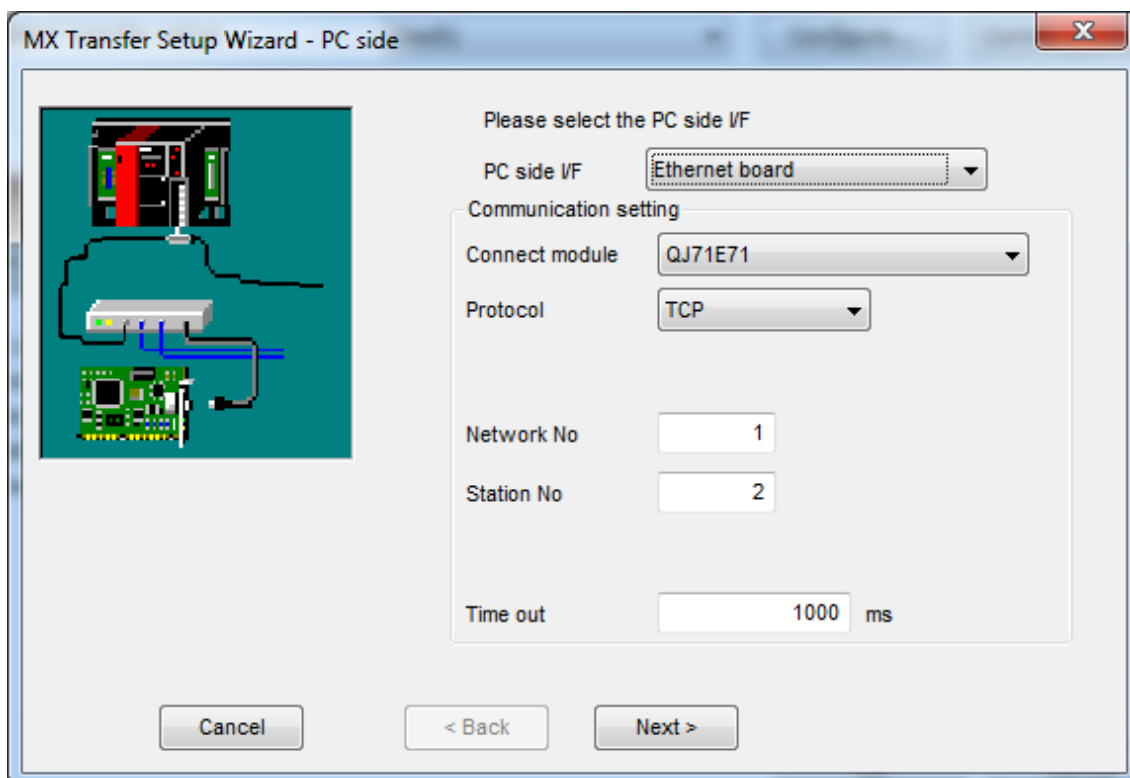 MX Transfer Setup Wizard - PC side
Please select the PC side I/F
PC side I/F Ethernet board
Communication setting
Connect module QJ71E71
Protocol TCP
Network No 1
Station No 2
Time out 1000 ms
Cancel < Back Next >